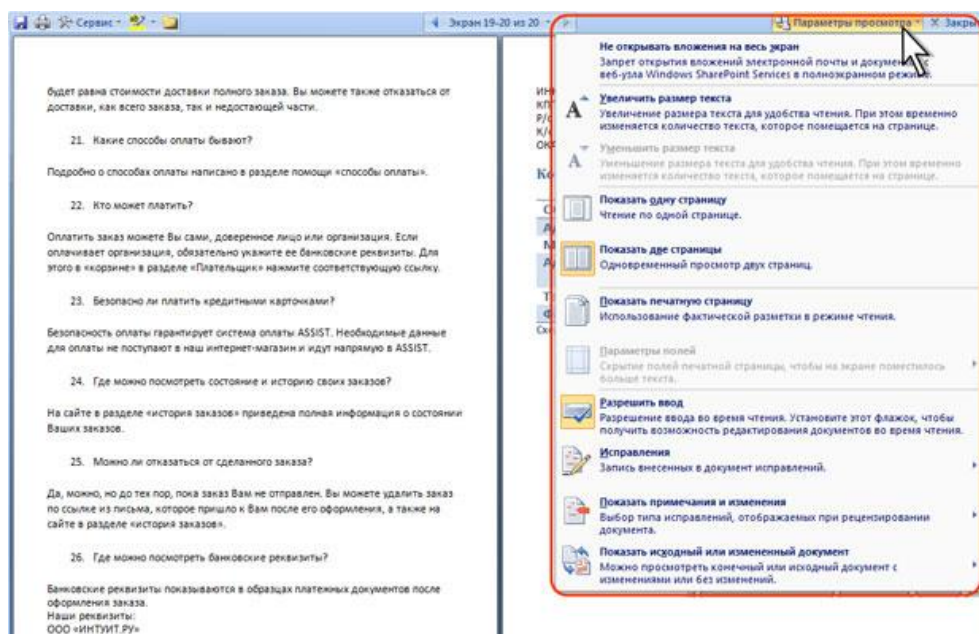 Сервис
Экран 19-20 из 20
Параметры просмотра
будет равна стоимости доставки полного заказа. Вы можете также отказаться от
доставки, как всего заказа, так и недостающей части.
21. Какие способы оплаты бывают?
Подробно о способах оплаты написано в разделе помощи «способы оплаты».
22. Кто может платить?
Оплатить заказ можете Вы сами, доверенное лицо или организация. Если
оплачивает организация, обязательно укажите ее банковские реквизиты. Для
этого в «корзине» в разделе «Плательщик» нажмите соответствующую ссылку.
23. Безопасно ли платить кредитными карточками?
Безопасность оплаты гарантирует система оплаты ASSIST. Необходимые данные
для оплаты не поступают в наш интернет-магазин и идут напрямую в ASSIST.
24. Где можно посмотреть состояние и историю своих заказов?
На сайте в разделе «история заказов» приведена полная информация о состоянии
Ваших заказов.
25. Можно ли отказаться от сделанного заказа?
Да, можно, но до тех пор, пока заказ Вам не отправлен. Вы можете удалить заказ
по ссылке из письма, которое пришло к Вам после его оформления, а также на
сайте в разделе «история заказов».
26. Где можно посмотреть банковские реквизиты?
Банковские реквизиты показываются в образцах платежных документов после
оформления заказа.
Наши реквизиты:
ООО «ИНТУИТ.РУ»
Не открывать вложения на весь экран
Запрет открытия вложений электронной почты и
веб-узла Windows SharePoint Services в полноэкранном режиме.
Увеличить размер текста
Увеличение размера текста для удобства чтения. При этом временно
изменяется количество текста, которое помещается на странице.
Уменьшить размер текста
Уменьшение размера текста для удобства чтения. При этом временно
изменяется количество текста, которое помещается на странице.
Показать одну страницу
Чтение по одной странице.
Показать две страницы
Одновременный просмотр двух страниц.
Показать печатную страницу
Использование фактической разметки в режиме чтения.
Параметры полей
Скрытие полей печатной страницы, чтобы на экране поместилось
больше текста.
Разрешить ввод
Разрешение ввода во время чтения. Установите этот флажок, чтобы
получить возможность редактирования документов во время чтения.
Исправления
Запись внесенных в документ исправлений.
Показать примечания и изменения
Выбор типа исправлений, отображаемых при рецензировании
документа.
Показать исходный или измененный документ
Можно просмотреть конечный или исходный документ с
изменениями или без изменений.